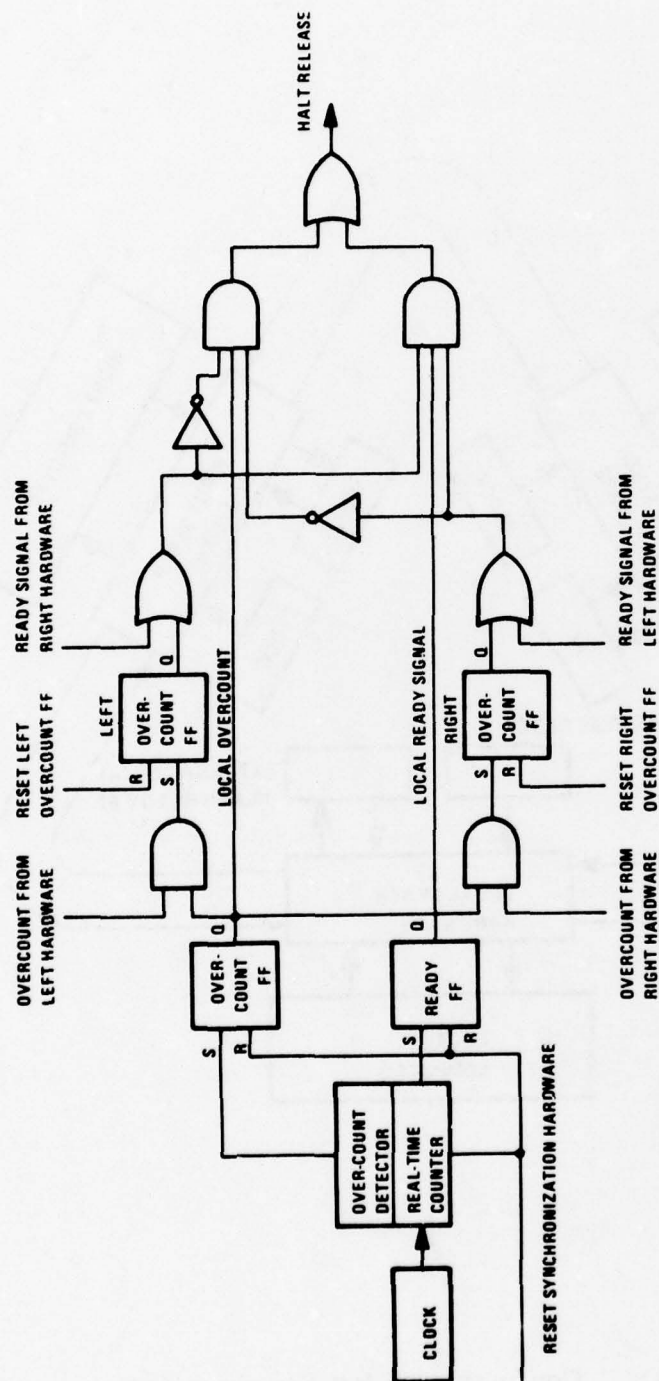 OVERCOUNT FROM
LEFT HARDWARE
RESET LEFT
OVERCOUNT FF
READY SIGNAL FROM
RIGHT HARDWARE
LEFT
R
S
OVER-
COUNT
FF
Q
HALT RELEASE
S
R
OVER-
COUNT
FF
Q
LOCAL OVERCOUNT
CLOCK
OVER-COUNT
DETECTOR
REAL-TIME
COUNTER
S
R
READY
FF
Q
LOCAL READY SIGNAL
RIGHT
S
R
OVER-
COUNT
FF
Q
RESET SYNCHRONIZATION HARDWARE
OVERCOUNT FROM
RIGHT HARDWARE
RESET RIGHT
OVERCOUNT FF
READY SIGNAL FROM
LEFT HARDWARE